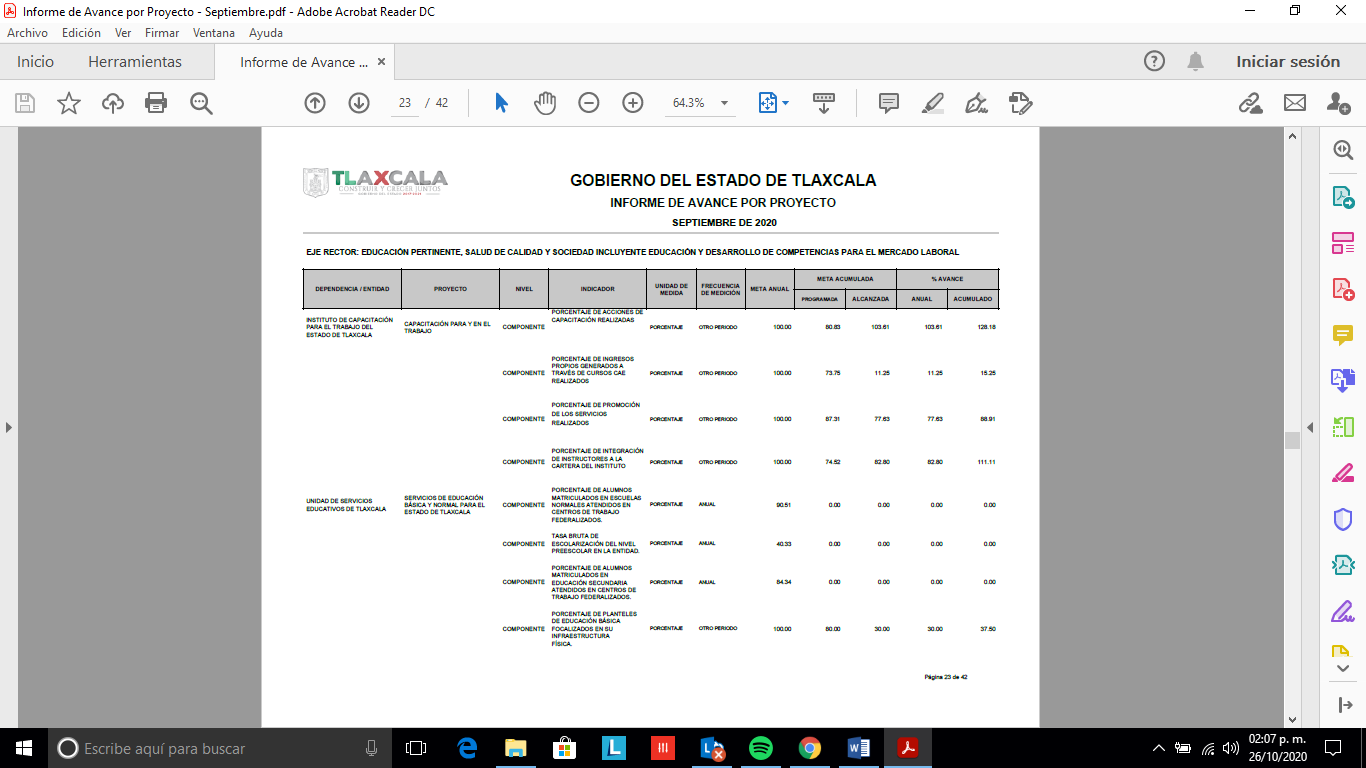 Informe de Avance por Proyecto - Septiembre.pdf - Adobe Acrobat Reader DC
Archivo Edición Ver Firmar Ventana Ayuda
Inicio Herramientas Informe de Avance ... × Iniciar sesión
23 / 42 64.3%
TLAXCALA
CONSTRUIR Y CRECER JUNTOS
GOBIERNO DEL ESTADO DE TLAXCALA
INFORME DE AVANCE POR PROYECTO
SEPTIEMBRE DE 2020
EJE RECTOR: EDUCACIÓN PERTINENTE, SALUD DE CALIDAD Y SOCIEDAD INCLUYENTE EDUCACIÓN Y DESARROLLO DE COMPETENCIAS PARA EL MERCADO LABORAL
DEPENDENCIA / ENTIDAD PROYECTO NIVEL INDICADOR UNIDAD DE MEDIDA FRECUENCIA DE MEDICIÓN META ANUAL META ACUMULADA % AVANCE
PROGRAMADA ALCANZADA ANUAL ACUMULADO
INSTITUTO DE CAPACITACIÓN
PARA EL TRABAJO DEL
ESTADO DE TLAXCALA
CAPACITACIÓN PARA Y EN EL
TRABAJO
COMPONENTE
PORCENTAJE DE ACCIONES DE
CAPACITACIÓN REALIZADAS
PORCENTAJE OTRO PERIODO 100.00 80.83 103.61 103.61 128.18
COMPONENTE
PORCENTAJE DE INGRESOS
PROPIOS GENERADOS A
TRAVÉS DE CURSOS CAE
REALIZADOS
PORCENTAJE OTRO PERIODO 100.00 73.75 11.25 11.25 15.25
COMPONENTE
PORCENTAJE DE PROMOCIÓN
DE LOS SERVICIOS
REALIZADOS
PORCENTAJE OTRO PERIODO 100.00 87.31 77.63 77.63 88.91
COMPONENTE
PORCENTAJE DE INTEGRACIÓN
DE INSTRUCTORES A LA
CARTERA DEL INSTITUTO
PORCENTAJE OTRO PERIODO 100.00 74.52 82.80 82.80 111.11
UNIDAD DE SERVICIOS
EDUCATIVOS DE TLAXCALA
SERVICIOS DE EDUCACIÓN
BÁSICA Y NORMAL PARA EL
ESTADO DE TLAXCALA
COMPONENTE
PORCENTAJE DE ALUMNOS
MATRICULADOS EN ESCUELAS
NORMALES ATENDIDOS EN
CENTROS DE TRABAJO
FEDERALIZADOS.
PORCENTAJE ANUAL 90.51 0.00 0.00 0.00 0.00
COMPONENTE
TASA BRUTA DE
ESCOLARIZACIÓN DEL NIVEL
PREESCOLAR EN LA ENTIDAD.
PORCENTAJE ANUAL 40.33 0.00 0.00 0.00 0.00
COMPONENTE
PORCENTAJE DE ALUMNOS
MATRICULADOS EN
EDUCACIÓN SECUNDARIA
ATENDIDOS EN CENTROS DE
TRABAJO FEDERALIZADOS.
PORCENTAJE ANUAL 84.34 0.00 0.00 0.00 0.00
COMPONENTE
PORCENTAJE DE PLANTELES
DE EDUCACIÓN BÁSICA
FOCALIZADOS EN SU
INFRAESTRUCTURA
FÍSICA.
PORCENTAJE OTRO PERIODO 100.00 80.00 30.00 30.00 37.50
Página 23 de 42
Escribe aquí para buscar
02:07 p. m.
26/10/2020